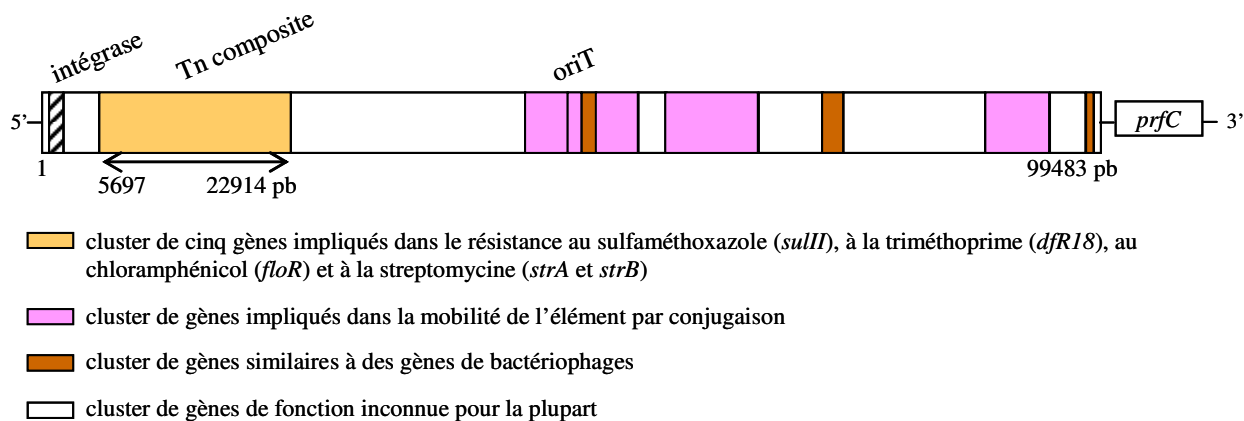 intégrase
Tn composite
oriT
5’
prfC
3’
1
99483 pb
5697
22914 pb
cluster de cinq gènes impliqués dans le résistance au sulfaméthoxazole (sulII), à la triméthoprime (dfR18), au
chloramphénicol (floR) et à la streptomycine (strA et strB)
cluster de gènes impliqués dans la mobilité de l’élément par conjugaison
cluster de gènes similaires à des gènes de bactériophages
cluster de gènes de fonction inconnue pour la plupart